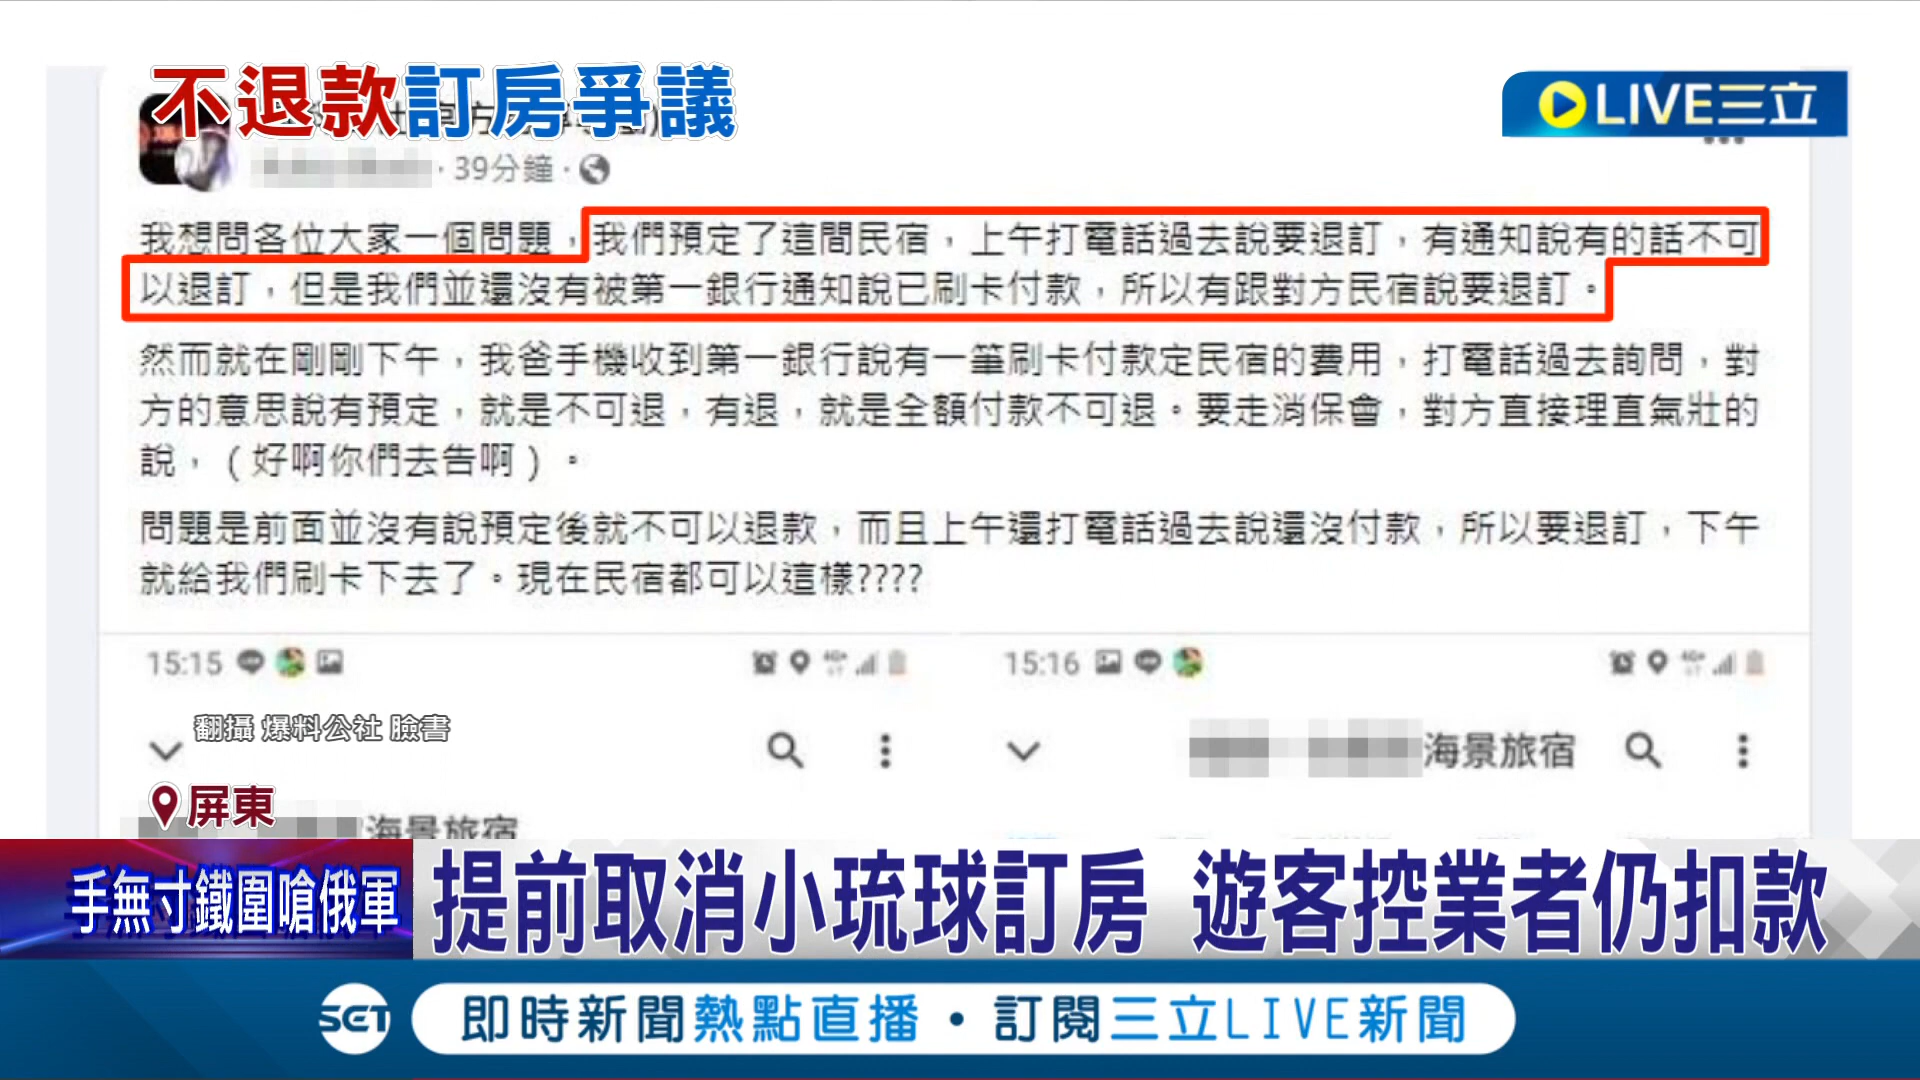 不退款訂房爭議
LIVE三立
39分鐘
我想問各位大家一個問題，我們預定了這間民宿，上午打電話過去說要退訂，有通知說有的話不可
以退訂，但是我們並還沒有被第一銀行通知說已刷卡付款，所以有跟對方民宿說要退訂。
然而就在剛剛下午，我爸手機收到第一銀行說有一筆刷卡付款定民宿的費用，打電話過去詢問，對
方的意思說有預定，就是不可退，有退，就是全額付款不可退。要走消保會，對方直接理直氣壯的
說，（好啊你們去告啊）。
問題是前面並沒有說預定後就不可以退款，而且上午還打電話過去說還沒付款，所以要退訂，下午
就給我們刷卡下去了。現在民宿都可以這樣????
15:15
15:16
翻攝 爆料公社 臉書
海景旅宿
屏東
海景旅宿
手無寸鐵圍嗆俄軍
提前取消小琉球訂房 遊客控業者仍扣款
SET
即時新聞熱點直播・訂閱三立LIVE新聞